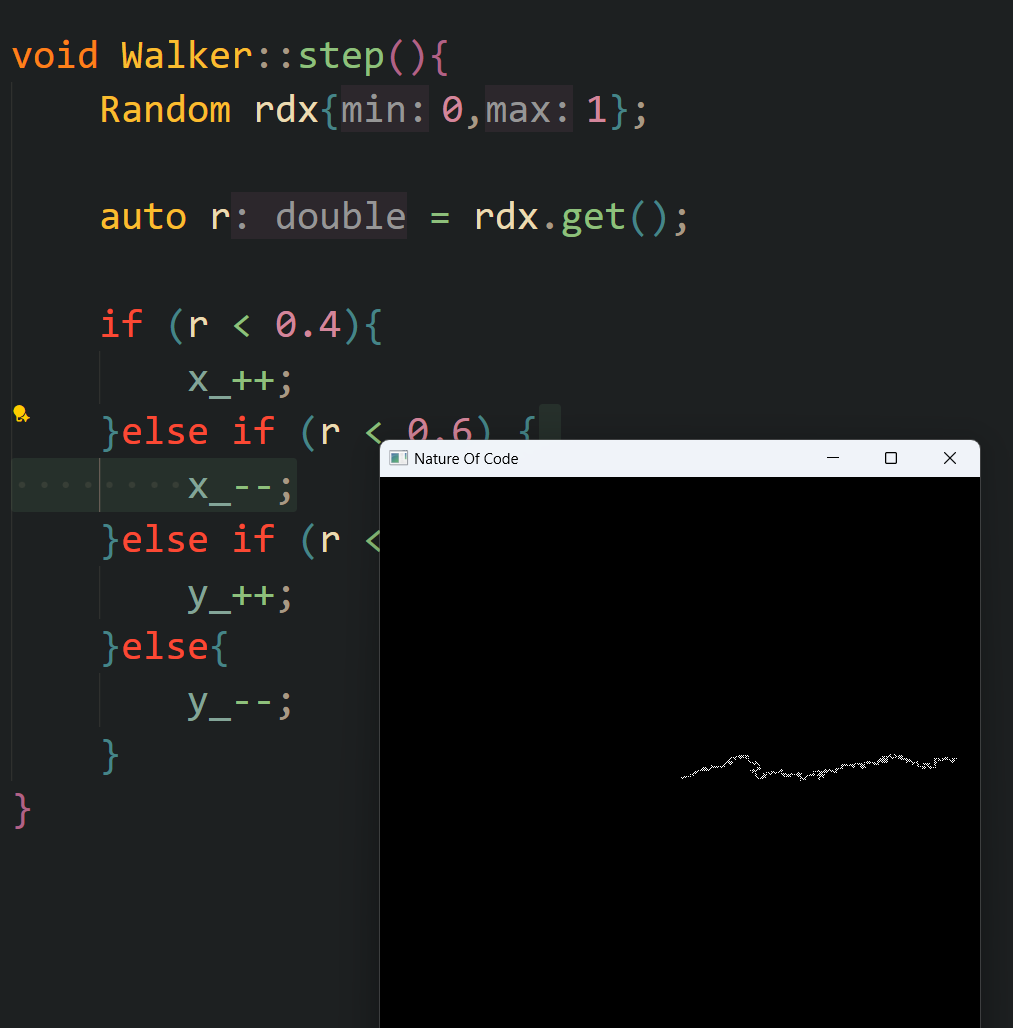 void Walker::step(){
Random rdx{min: 0,max: 1};
auto r: double = rdx.get();
if (r < 0.4){
x_++;
}else if (r < 0.6) {
x_--;
}else if (r <
y_++;
}else{
y_--;
}
}
Nature Of Code